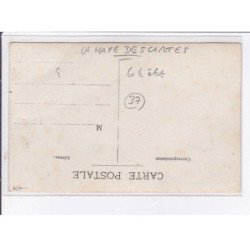 LA HAYE DESCARTES
37
M
Adresse
Correspondance
CARTE POSTALE